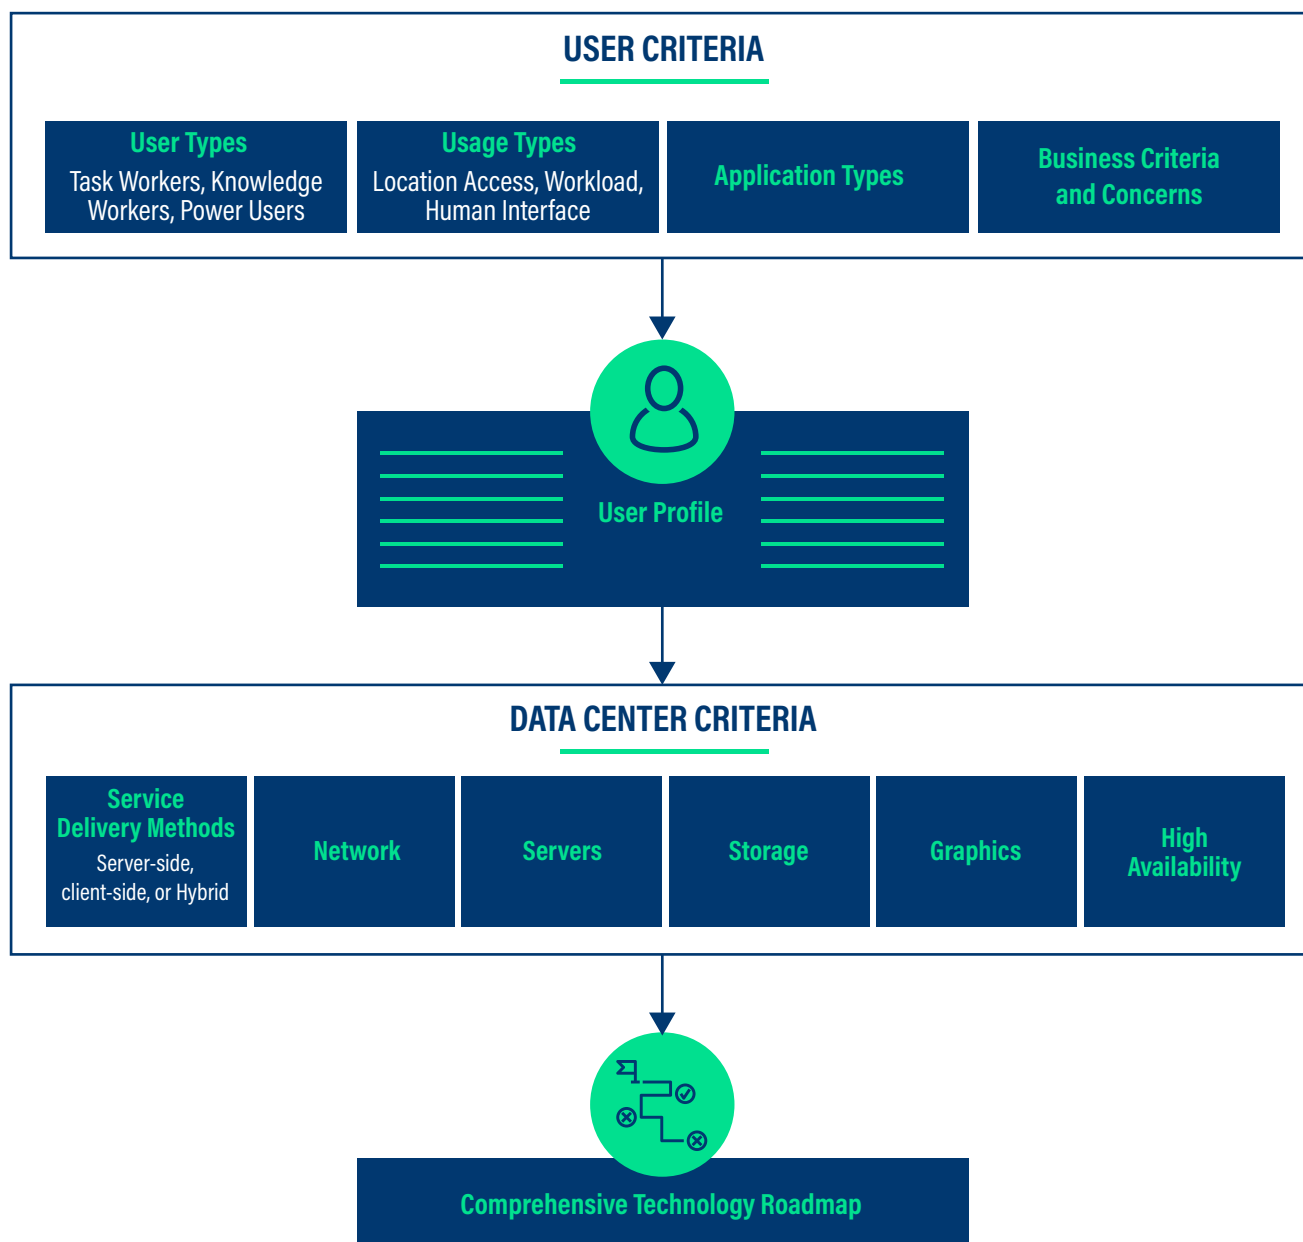 USER CRITERIA
User Types
Task Workers, Knowledge
Workers, Power Users
Usage Types
Location Access, Workload,
Human Interface
Application Types
Business Criteria
and Concerns
User Profile
DATA CENTER CRITERIA
Service
Delivery Methods
Server-side,
client-side, or Hybrid
Network
Servers
Storage
Graphics
High
Availability
Comprehensive Technology Roadmap